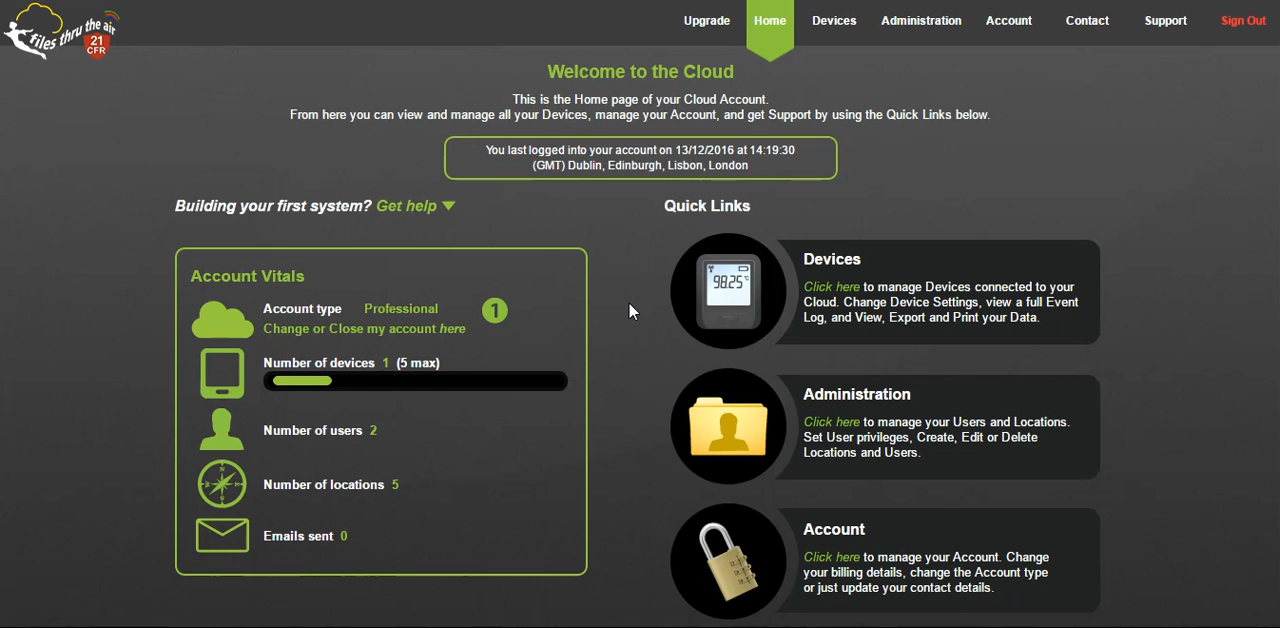 files thru the air
21
CFR
Upgrade
Home
Devices
Administration
Account
Contact
Support
Sign Out
Welcome to the Cloud
This is the Home page of your Cloud Account.
From here you can view and manage all your Devices, manage your Account, and get Support by using the Quick Links below.
You last logged into your account on 13/12/2016 at 14:19:30
(GMT) Dublin, Edinburgh, Lisbon, London
Building your first system? Get help
Account Vitals
Account type Professional
1
Change or Close my account here
Number of devices 1 (5 max)
Number of users 2
Number of locations 5
Emails sent 0
Quick Links
98.25
Devices
Click here to manage Devices connected to your
Cloud. Change Device Settings, view a full Event
Log, and View, Export and Print your Data.
Administration
Click here to manage your Users and Locations.
Set User privileges, Create, Edit or Delete
Locations and Users.
Account
Click here to manage your Account. Change
your billing details, change the Account type
or just update your contact details.